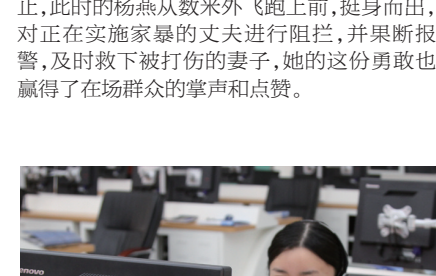 止,此时的杨燕从数米外飞跑上前,挺身而出,
对正在实施家暴的丈夫进行阻拦,并果断报
警,及时救下被打伤的妻子,她的这份勇敢也
赢得了在场群众的掌声和点赞。
lenovo